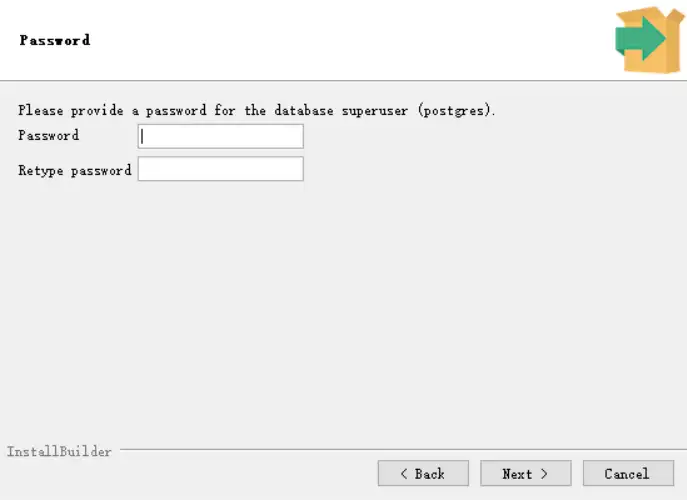 Password
Please provide a password for the database superuser (postgres).
Password
Retype password
InstallBuilder
< Back
Next >
Cancel